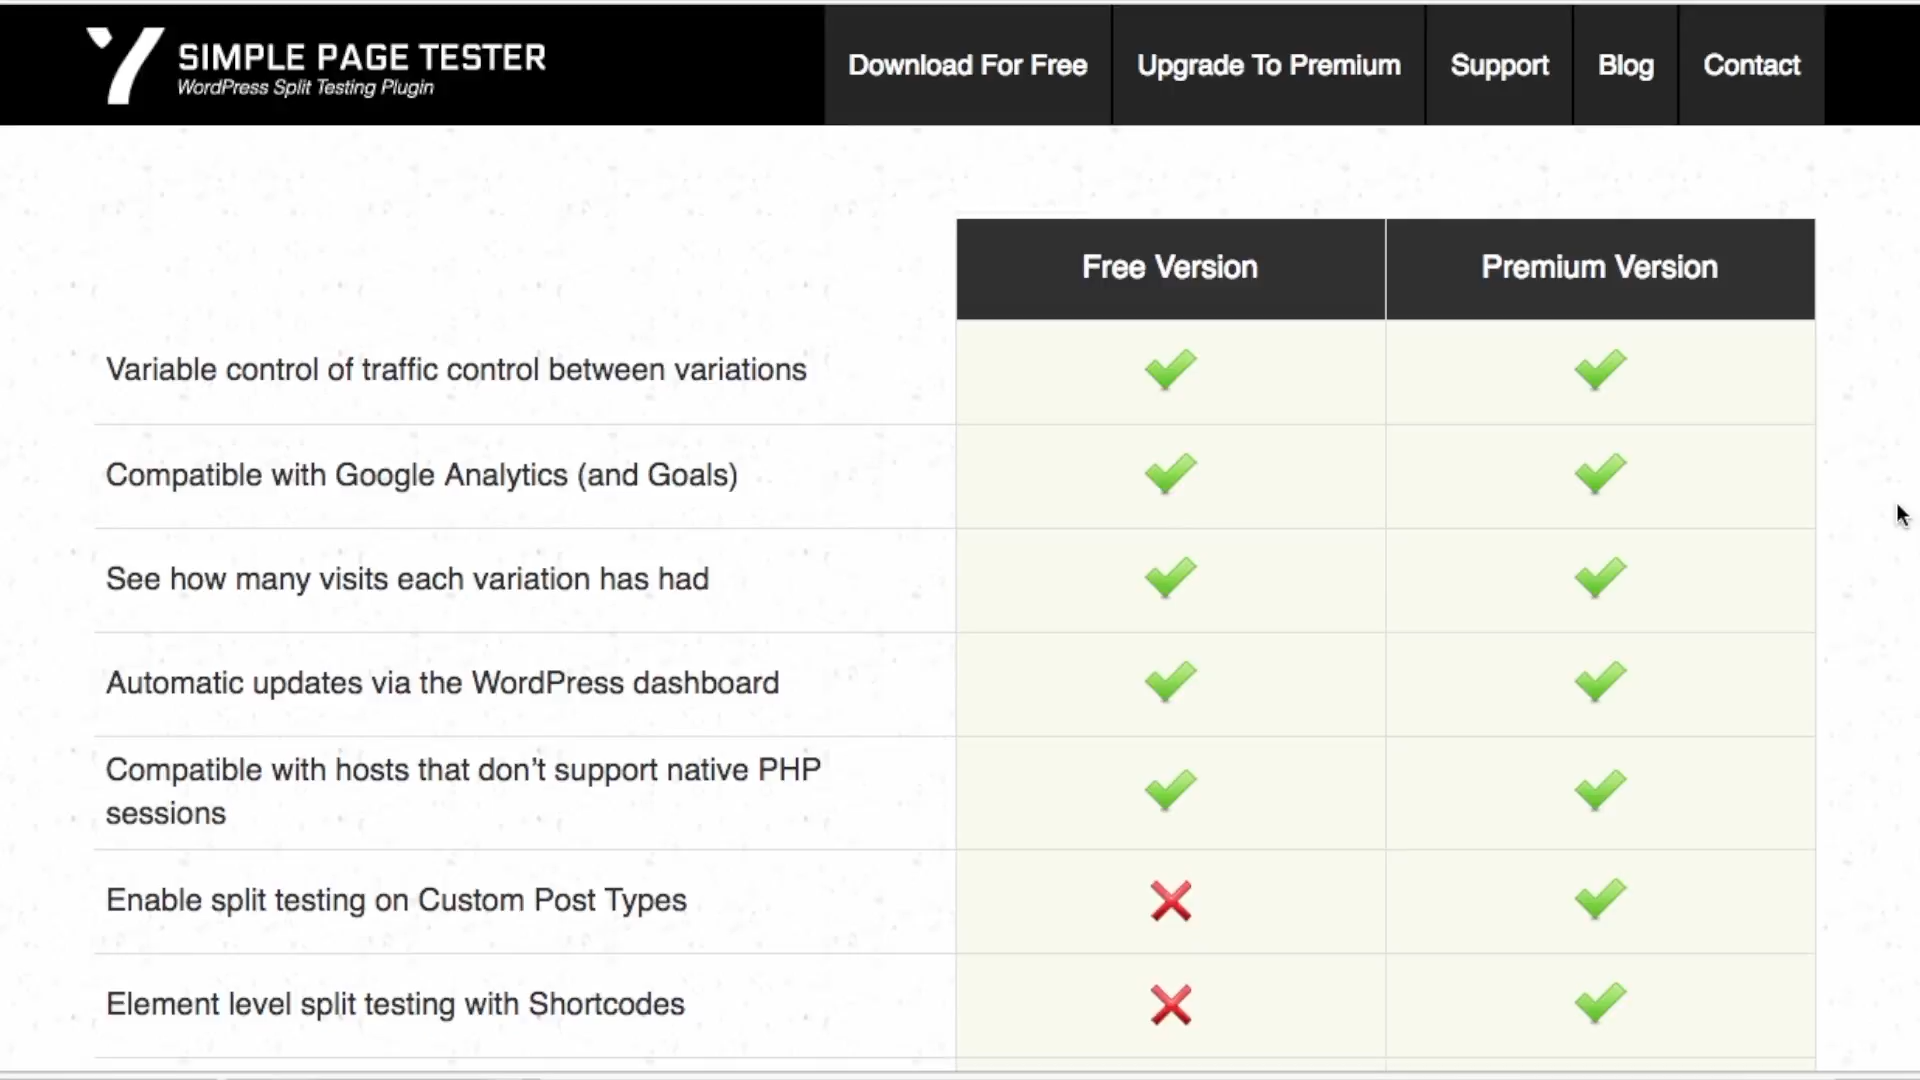 SIMPLE PAGE TESTER
WordPress Split Testing Plugin
Download For Free
Upgrade To Premium
Support
Blog
Contact
Free Version
Premium Version
Variable control of traffic control between variations
Compatible with Google Analytics (and Goals)
See how many visits each variation has had
Automatic updates via the WordPress dashboard
Compatible with hosts that don’t support native PHP
sessions
Enable split testing on Custom Post Types
Element level split testing with Shortcodes